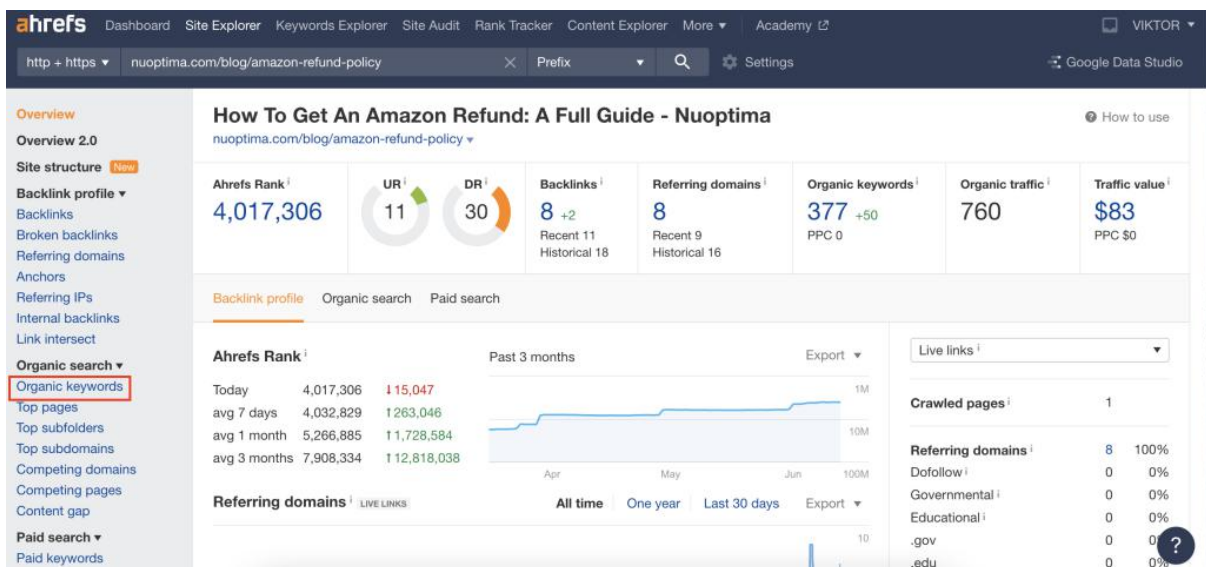 ahrefs Dashboard Site Explorer Keywords Explorer Site Audit Rank Tracker Content Explorer More ▾ Academy VIKTOR ▾
http + https ▾ nuoptima.com/blog/amazon-refund-policy × Prefix ▾ Settings Google Data Studio
Overview
Overview 2.0
Site structure New
Backlink profile ▾
Backlinks
Broken backlinks
Referring domains
Anchors
Referring IPs
Internal backlinks
Link intersect
Organic search ▾
Organic keywords
Top pages
Top subfolders
Top subdomains
Competing domains
Competing pages
Content gap
Paid search ▾
Paid keywords
How To Get An Amazon Refund: A Full Guide - Nuoptima
How to use
nuoptima.com/blog/amazon-refund-policy ▾
Ahrefs Rank i
4,017,306
UR i
11
DR i
30
Backlinks i
8 +2
Recent 11
Historical 18
Referring domains i
8
Recent 9
Historical 16
Organic keywords i
377 +50
PPC 0
Organic traffic i
760
Traffic value i
$83
PPC $0
Backlink profile Organic search Paid search
Ahrefs Rank i Past 3 months Export ▾
Today 4,017,306 ↓15,047
avg 7 days 4,032,829 ↑263,046
avg 1 month 5,266,885 ↑1,728,584
avg 3 months 7,908,334 ↑12,818,038
1M
10M
100M
Apr May Jun
Referring domains i LIVE LINKS All time One year Last 30 days Export ▾
10
Live links i ▾
Crawled pages i 1
Referring domains i 8 100%
Dofollow i 0 0%
Governmental i 0 0%
Educational i 0 0%
.gov 0
.edu 0 0%
?